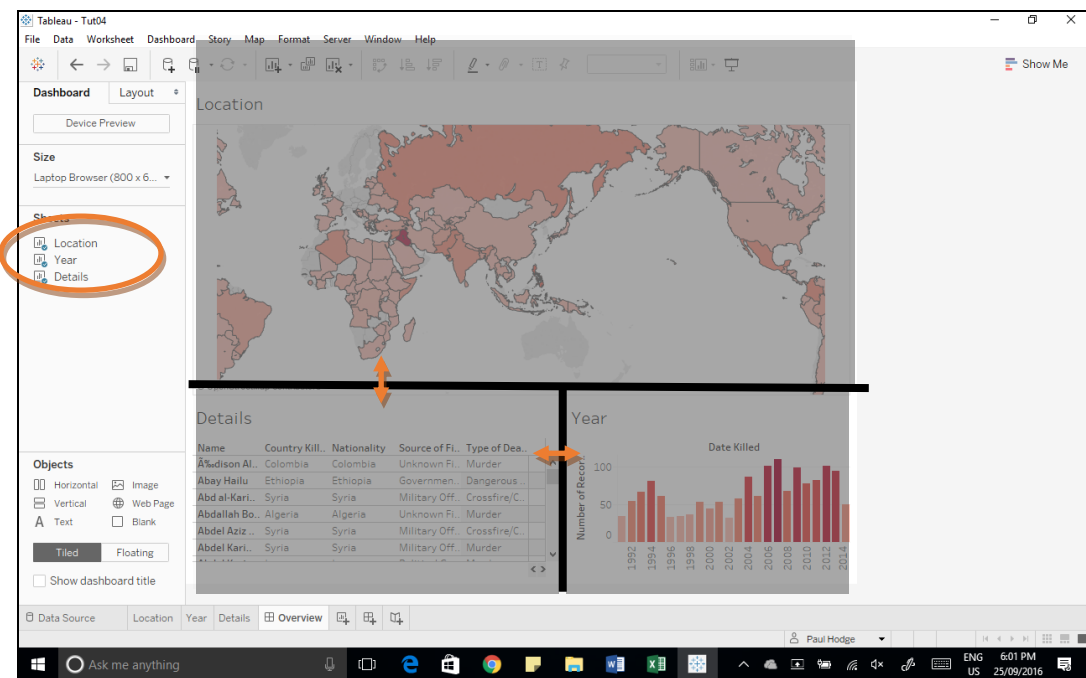 Tableau - Tut04
File Data Worksheet Dashboard Story Map Format Server Window Help
Show Me
Dashboard Layout
Device Preview
Size
Laptop Browser (800 x 6...
Sheets
Location
Year
Details
Location
Details
Name Country Kill.. Nationality Source of Fi.. Type of Dea..
Ã‰dison Al.. Colombia Colombia Unknown Fi.. Murder
Abay Hailu Ethiopia Ethiopia Governmen.. Dangerous ..
Abd al-Kari.. Syria Syria Military Off.. Crossfire/C..
Abdallah Bo.. Algeria Algeria Unknown Fi.. Murder
Abdel Aziz .. Syria Syria Military Off.. Crossfire/C..
Abdel Kari.. Syria Syria Military Off.. Murder
Year
Date Killed
Number of Recor..
100
50
0
1992 1994 1996 1998 2000 2002 2004 2006 2008 2010 2012 2014
Objects
Horizontal Image
Vertical Web Page
A Text Blank
Tiled Floating
Show dashboard title
Data Source Location Year Details Overview
Paul Hodge
Ask me anything
ENG 6:01 PM
US 25/09/2016